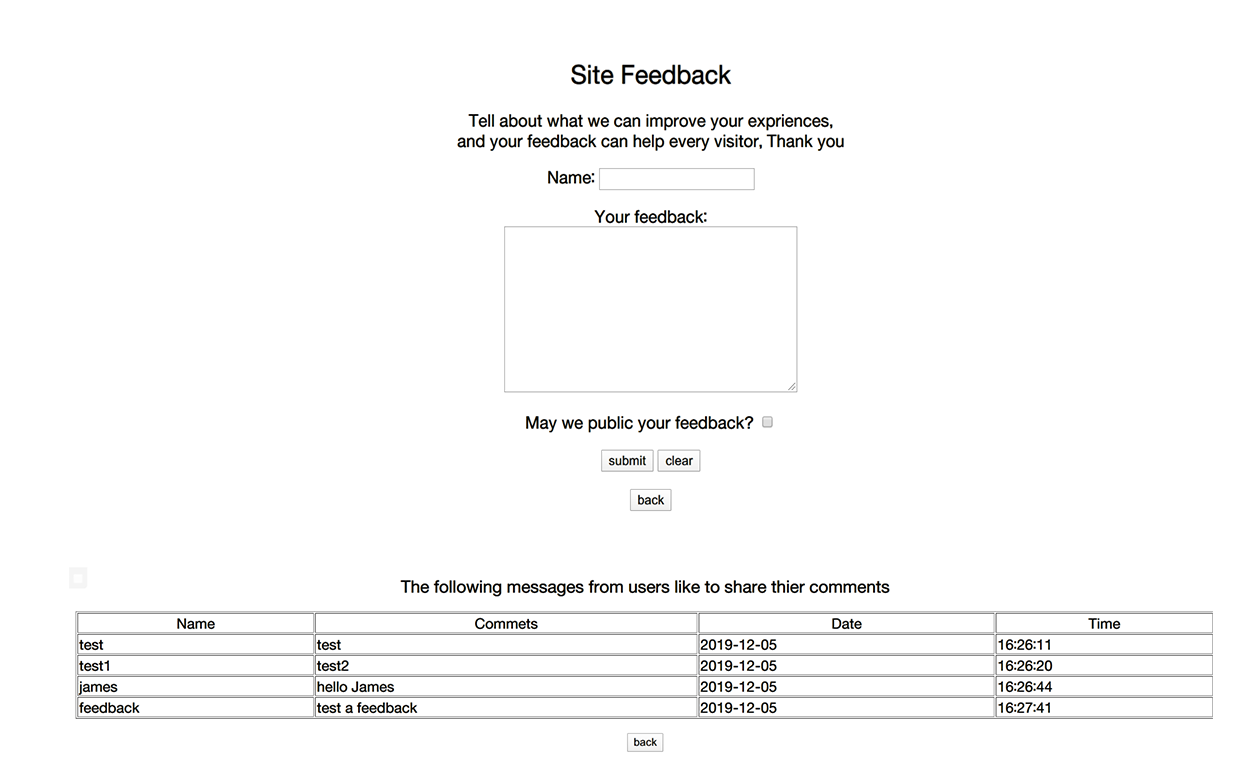 Site Feedback
Tell about what we can improve your expriences,
and your feedback can help every visitor, Thank you
Name:
Your feedback:
May we public your feedback?
submit clear
back
The following messages from users like to share thier comments
Name Commets Date Time
test test 2019-12-05 16:26:11
test1 test2 2019-12-05 16:26:20
james hello James 2019-12-05 16:26:44
feedback test a feedback 2019-12-05 16:27:41
back